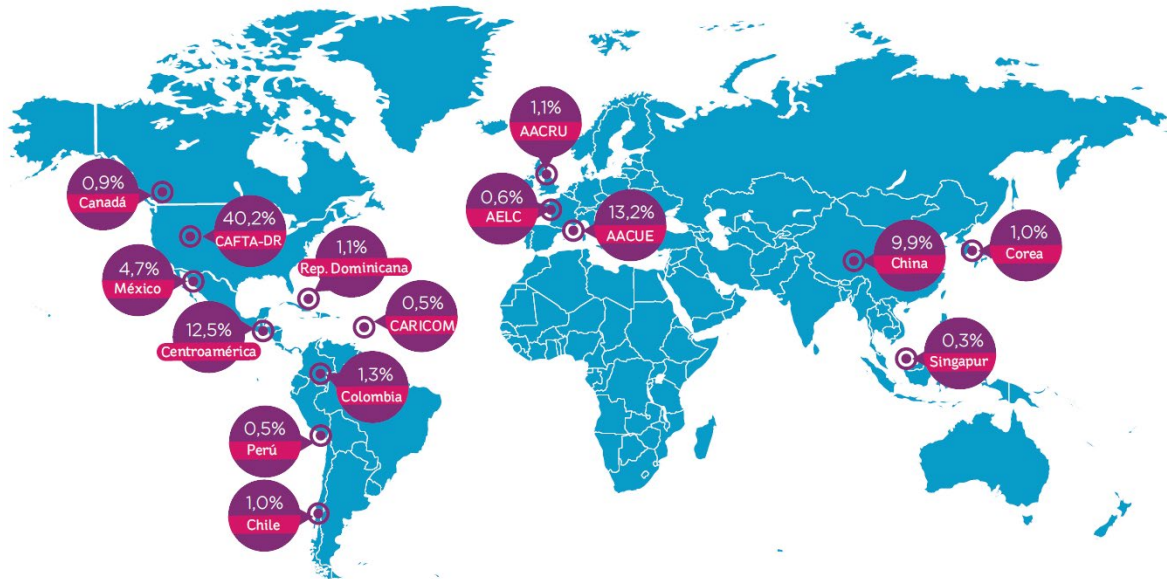 1,1%
AACRU
0,9%
Canadá
40,2%
CAFTA-DR
0,6%
AELC
13,2%
AACUE
1,1%
Rep. Dominicana
4,7%
México
9,9%
China
1,0%
Corea
12,5%
Centroamérica
0,5%
CARICOM
0,3%
Singapur
1,3%
Colombia
0,5%
Perú
1,0%
Chile